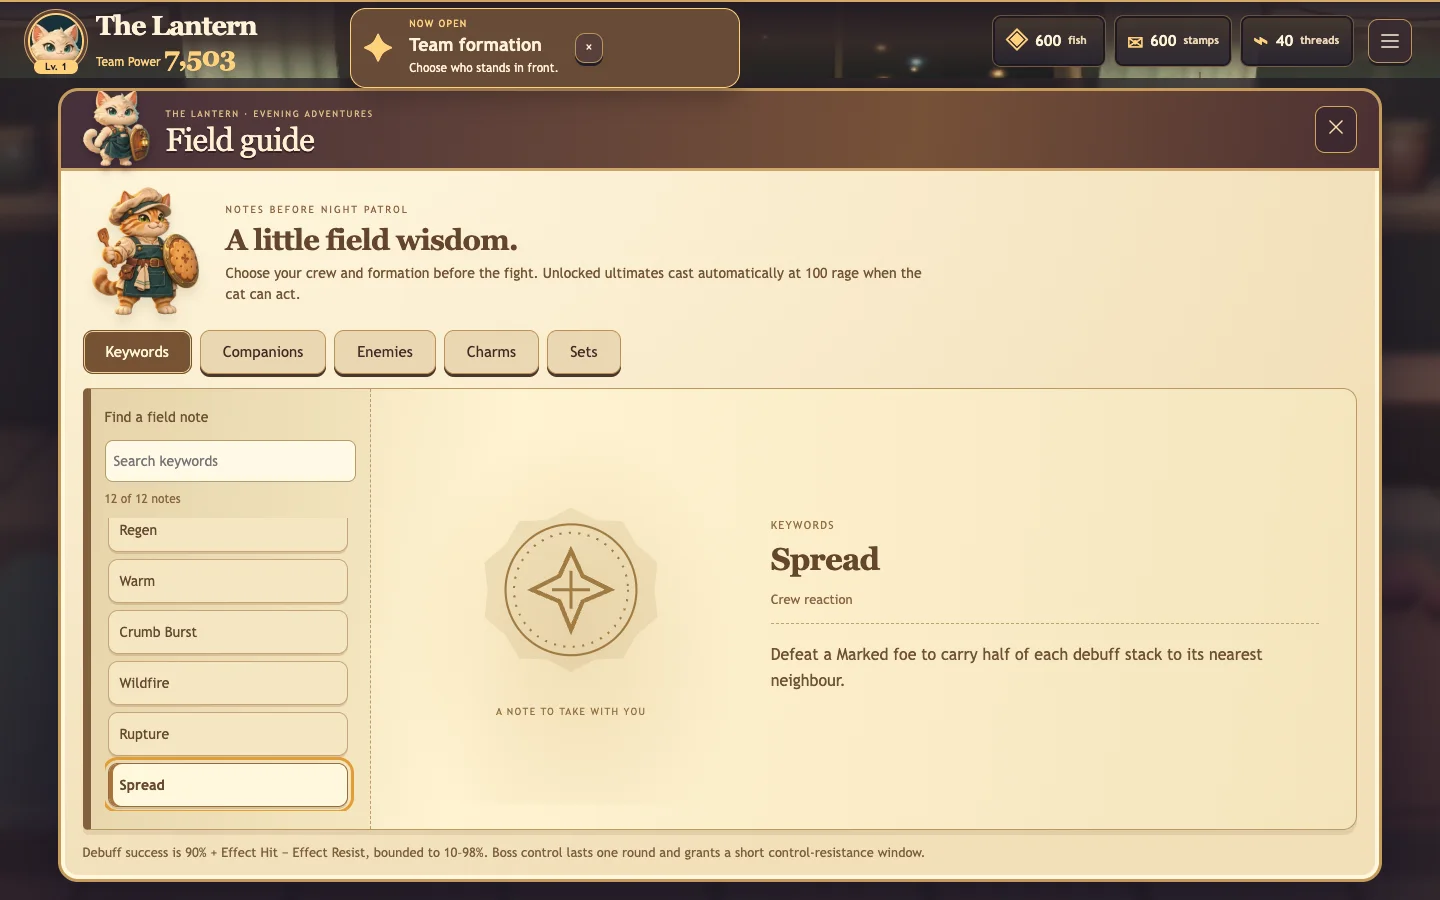 The Lantern
Lv. 1
Team Power 7,503
NOW OPEN
Team formation
Choose who stands in front.
×
600 fish
600 stamps
40 threads
THE LANTERN · EVENING ADVENTURES
Field guide
NOTES BEFORE NIGHT PATROL
A little field wisdom.
Choose your crew and formation before the fight. Unlocked ultimates cast automatically at 100 rage when the
cat can act.
Keywords
Companions
Enemies
Charms
Sets
Find a field note
Search keywords
12 of 12 notes
Regen
Warm
Crumb Burst
Wildfire
Rupture
Spread
A NOTE TO TAKE WITH YOU
KEYWORDS
Spread
Crew reaction
Defeat a Marked foe to carry half of each debuff stack to its nearest
neighbour.
Debuff success is 90% + Effect Hit − Effect Resist, bounded to 10–98%. Boss control lasts one round and grants a short control-resistance window.